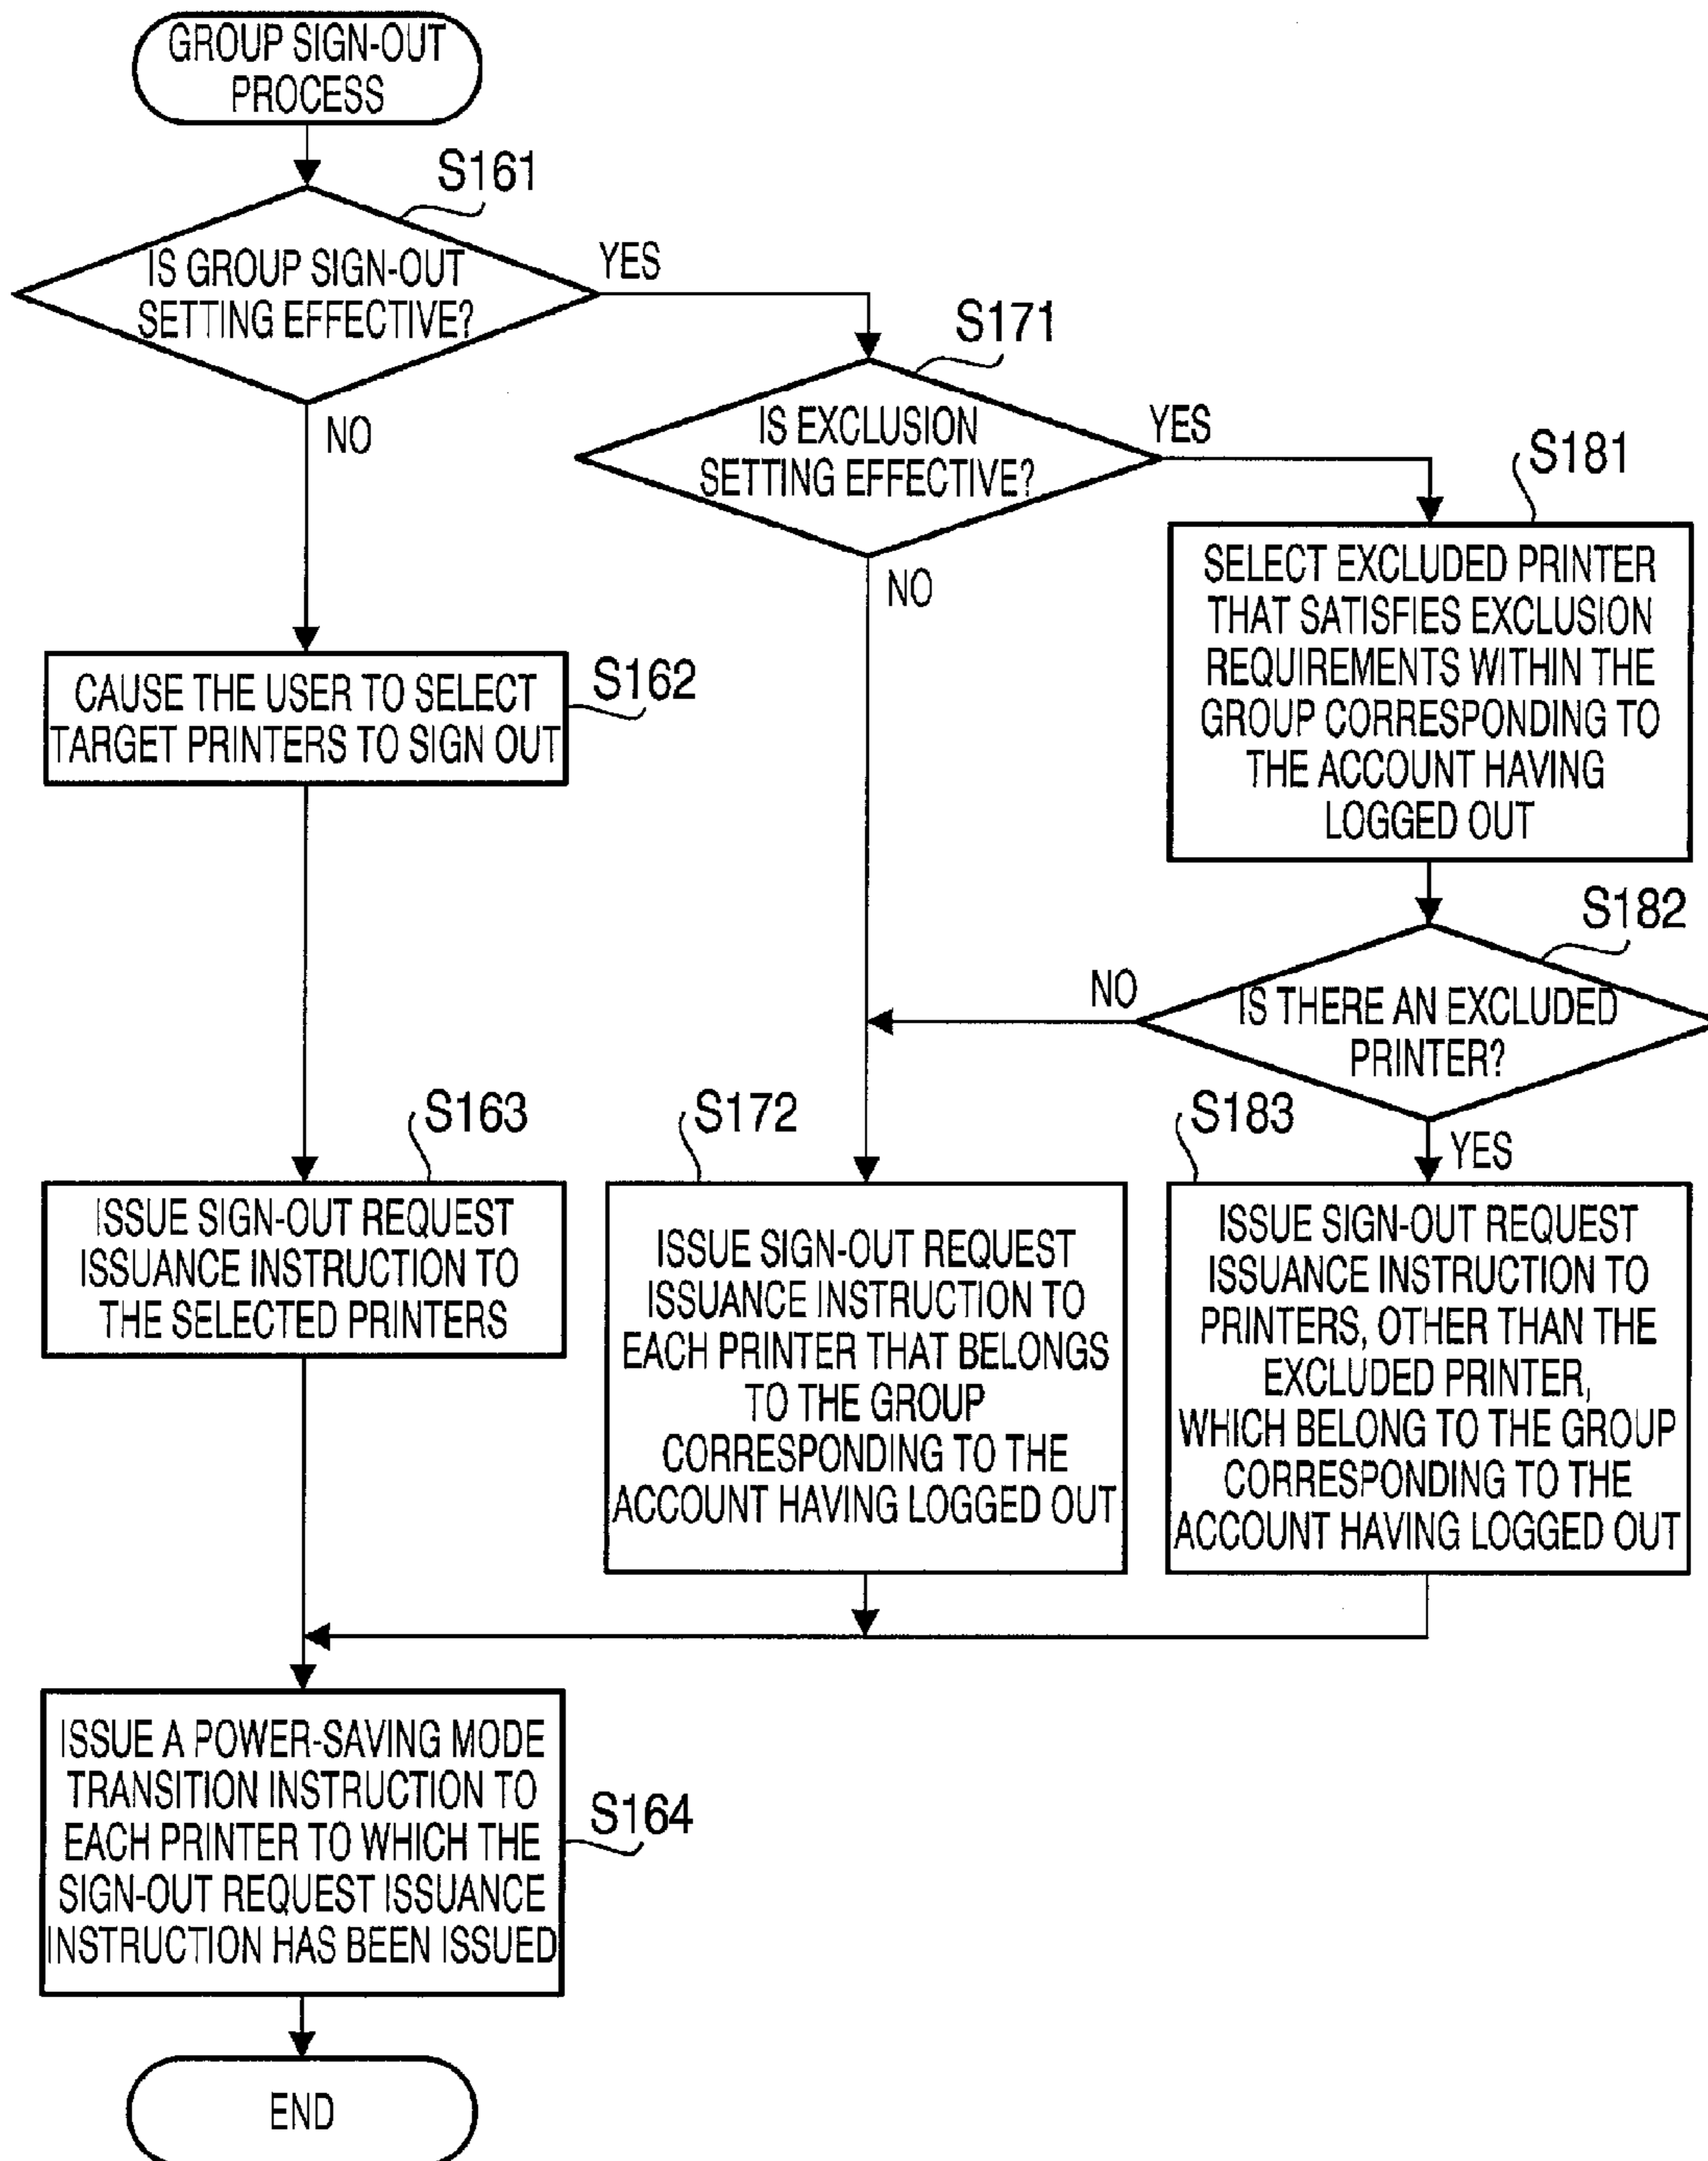 GROUP SIGN-OUT
PROCESS
S161
IS GROUP SIGN-OUT
SETTING EFFECTIVE?
YES
NO
S171
IS EXCLUSION
SETTING EFFECTIVE?
YES
NO
S181
SELECT EXCLUDED PRINTER
THAT SATISFIES EXCLUSION
REQUIREMENTS WITHIN THE
GROUP CORRESPONDING TO
THE ACCOUNT HAVING
LOGGED OUT
S162
CAUSE THE USER TO SELECT
TARGET PRINTERS TO SIGN OUT
S182
IS THERE AN EXCLUDED
PRINTER?
NO
YES
S163
ISSUE SIGN-OUT REQUEST
ISSUANCE INSTRUCTION TO
THE SELECTED PRINTERS
S172
ISSUE SIGN-OUT REQUEST
ISSUANCE INSTRUCTION TO
EACH PRINTER THAT BELONGS
TO THE GROUP
CORRESPONDING TO THE
ACCOUNT HAVING LOGGED OUT
S183
ISSUE SIGN-OUT REQUEST
ISSUANCE INSTRUCTION TO
PRINTERS, OTHER THAN THE
EXCLUDED PRINTER,
WHICH BELONG TO THE GROUP
CORRESPONDING TO THE
ACCOUNT HAVING LOGGED OUT
ISSUE A POWER-SAVING MODE
TRANSITION INSTRUCTION TO
EACH PRINTER TO WHICH THE
SIGN-OUT REQUEST ISSUANCE
INSTRUCTION HAS BEEN ISSUED
S164
END